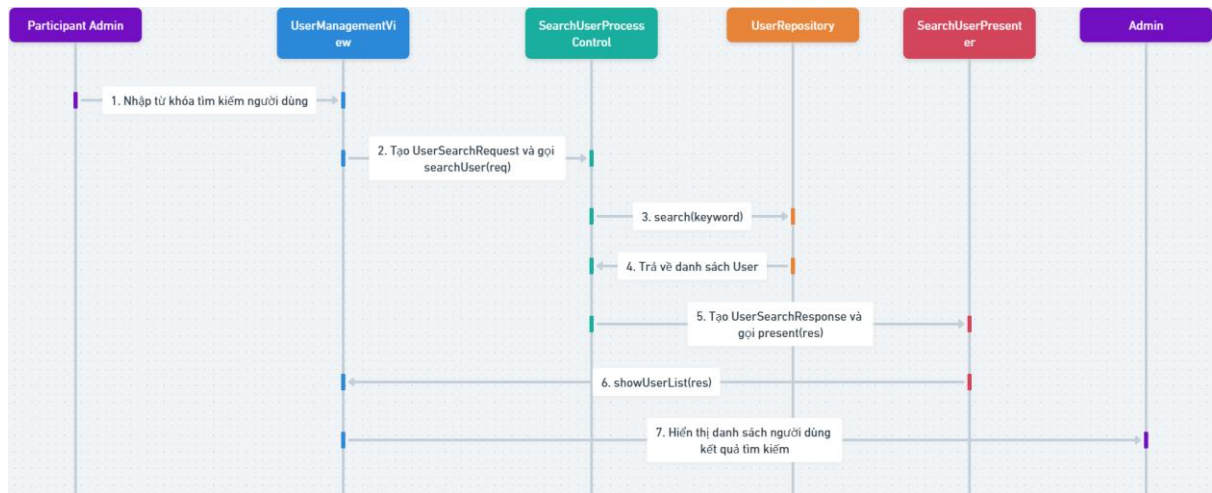 Participant Admin
UserManagementVi
ew
SearchUserProcess
Control
UserRepository
SearchUserPresent
er
Admin
1. Nhập từ khóa tìm kiếm người dùng
2. Tạo UserSearchRequest và gọi
searchUser(req)
3. search(keyword)
4. Trả về danh sách User
5. Tạo UserSearchResponse và
gọi present(res)
6. showUserList(res)
7. Hiển thị danh sách người dùng
kết quả tìm kiếm